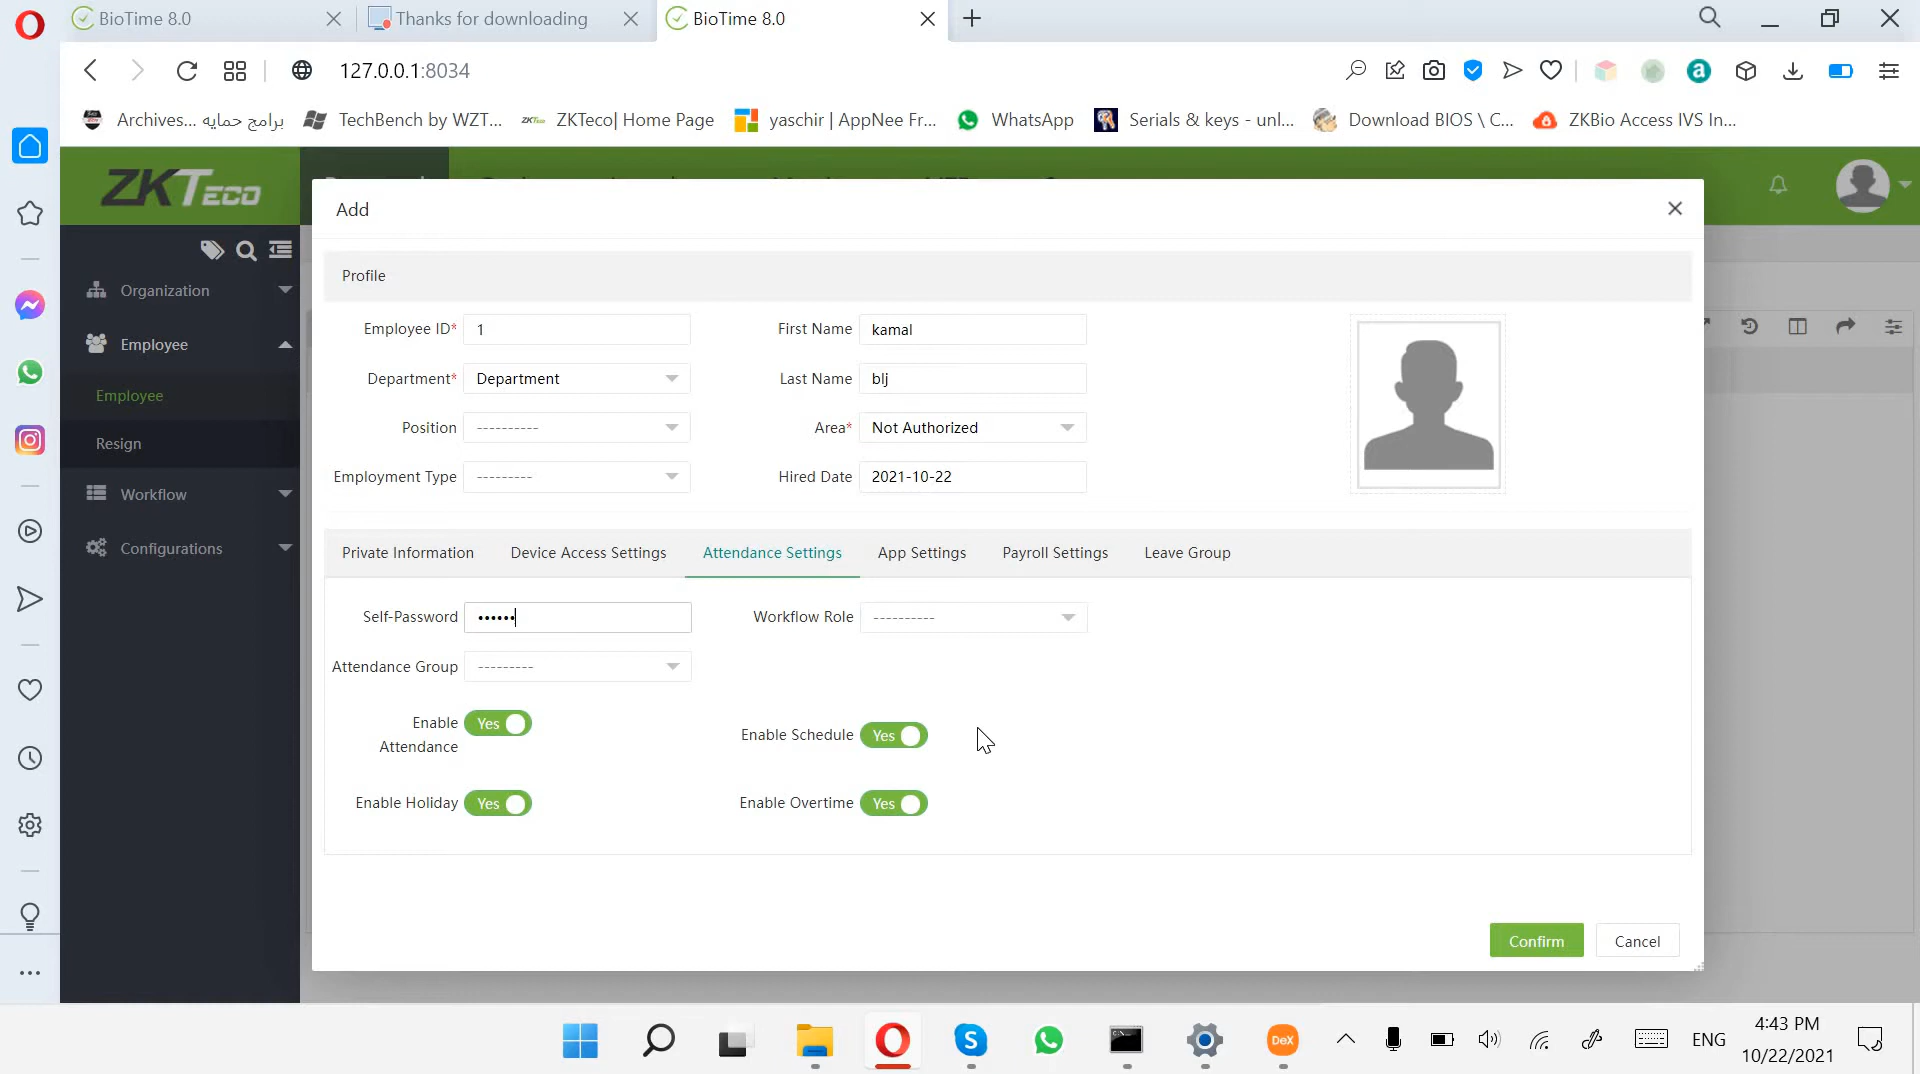 BioTime 8.0
Thanks for downloading
BioTime 8.0
127.0.0.1:8034
Archives... برامج حمايه
TechBench by WZT...
ZKTeco| Home Page
yaschir | AppNee Fr...
WhatsApp
Serials & keys - unl...
Download BIOS \ C...
ZKBio Access IVS In...
ZKTeco
Organization
Employee
Employee
Resign
Workflow
Configurations
Add
Profile
Employee ID* 1
First Name kamal
Department* Department
Last Name blj
Position ----------
Area* Not Authorized
Employment Type ---------
Hired Date 2021-10-22
Private Information
Device Access Settings
Attendance Settings
App Settings
Payroll Settings
Leave Group
Self-Password ••••••
Workflow Role ----------
Attendance Group ---------
Enable Attendance Yes
Enable Schedule Yes
Enable Holiday Yes
Enable Overtime Yes
Confirm
Cancel
DeX
ENG
4:43 PM
10/22/2021